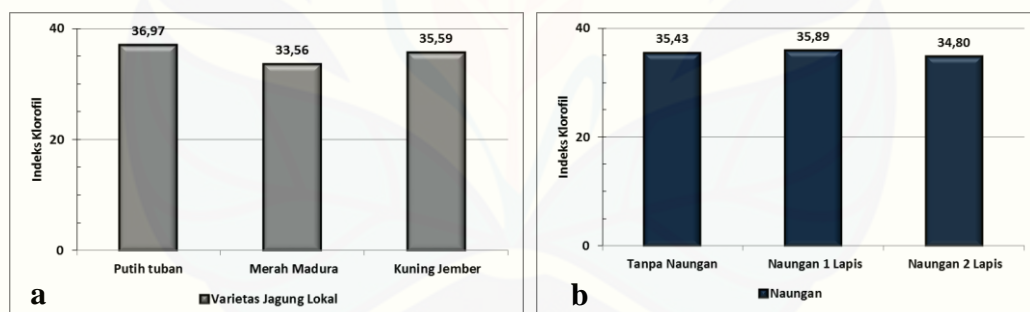 40
36,97
33,56
35,59
20
0
Indeks Klorofil
Putih tuban Merah Madura Kuning Jember
Varietas Jagung Lokal
a
40
35,43
35,89
34,80
20
0
Indeks Klorofil
Tanpa Naungan Naungan 1 Lapis Naungan 2 Lapis
Naungan
b